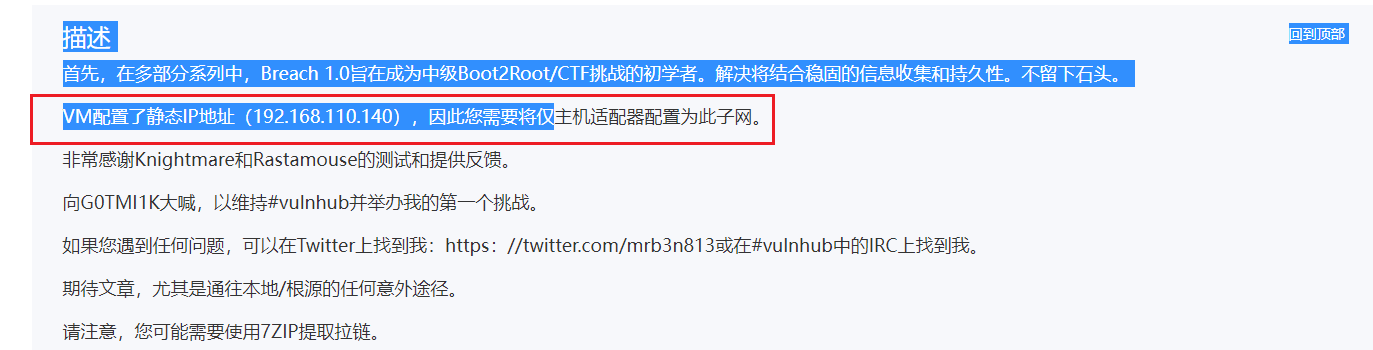 描述
回到顶部
首先，在多部分系列中，Breach 1.0旨在成为中级Boot2Root/CTF挑战的初学者。解决将结合稳固的信息收集和持久性。不留下石头。
VM配置了静态IP地址（192.168.110.140），因此您需要将仅主机适配器配置为此子网。
非常感谢Knightmare和Rastamouse的测试和提供反馈。
向G0TMI1K大喊，以维持#vulnhub并举办我的第一个挑战。
如果您遇到任何问题，可以在Twitter上找到我：https：//twitter.com/mrb3n813或在#vulnhub中的IRC上找到我。
期待文章，尤其是通往本地/根源的任何意外途径。
请注意，您可能需要使用7ZIP提取拉链。